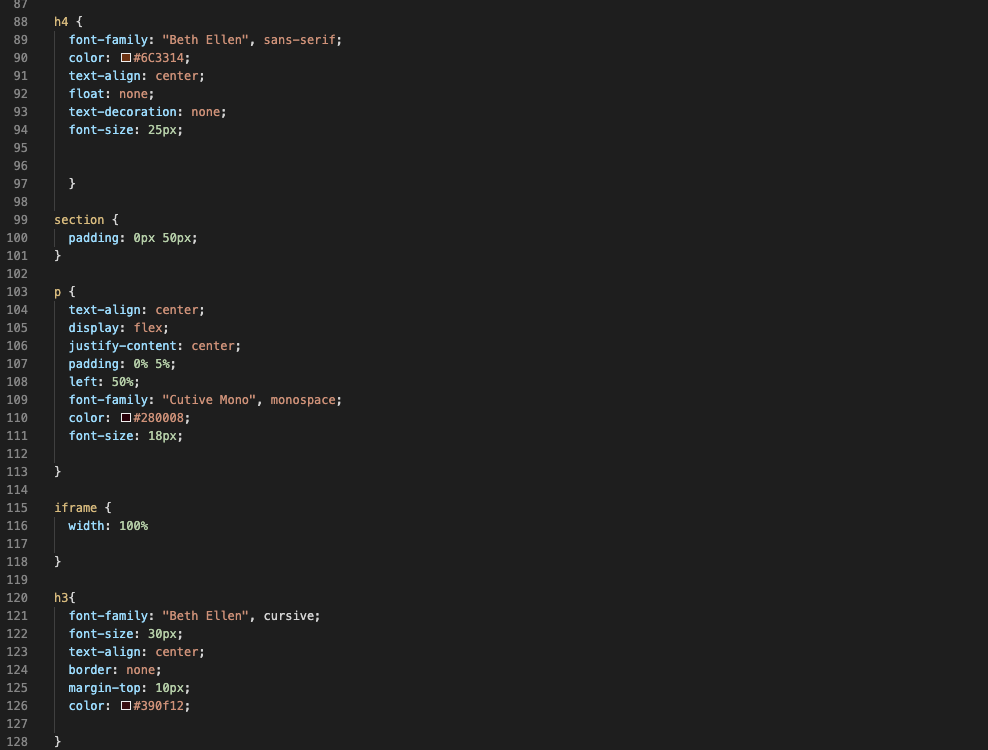 87
88 h4 {
89 font-family: "Beth Ellen", sans-serif;
90 color: #6C3314;
91 text-align: center;
92 float: none;
93 text-decoration: none;
94 font-size: 25px;
95
96
97 }
98
99 section {
100 padding: 0px 50px;
101 }
102
103 p {
104 text-align: center;
105 display: flex;
106 justify-content: center;
107 padding: 0% 5%;
108 left: 50%;
109 font-family: "Cutive Mono", monospace;
110 color: #280008;
111 font-size: 18px;
112
113 }
114
115 iframe {
116 width: 100%
117
118 }
119
120 h3{
121 font-family: "Beth Ellen", cursive;
122 font-size: 30px;
123 text-align: center;
124 border: none;
125 margin-top: 10px;
126 color: #390f12;
127
128 }